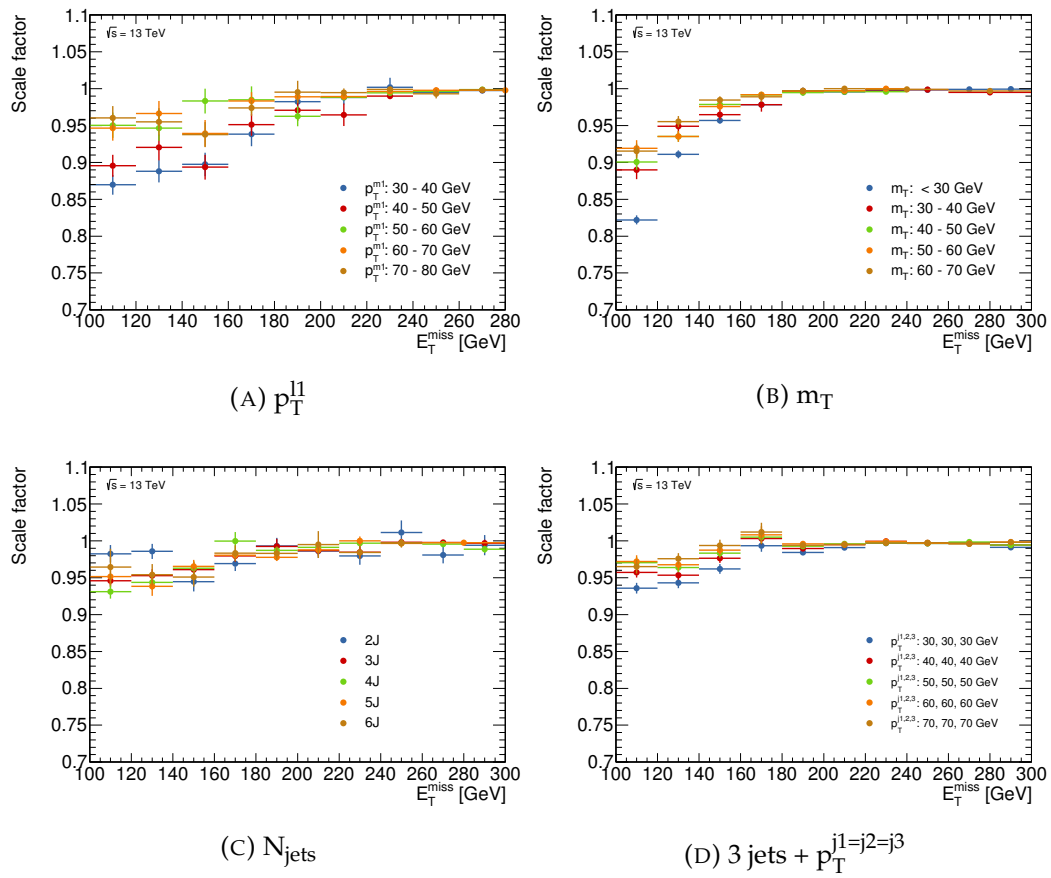 Scale factor
1.1
1.05
1
0.95
0.9
0.85
0.8
0.75
0.7
√s = 13 TeV
p_T^m1: 30 - 40 GeV
p_T^m1: 40 - 50 GeV
p_T^m1: 50 - 60 GeV
p_T^m1: 60 - 70 GeV
p_T^m1: 70 - 80 GeV
100 120 140 160 180 200 220 240 260 280
E_T^miss [GeV]
(A) p_T^l1
Scale factor
1.1
1.05
1
0.95
0.9
0.85
0.8
0.75
0.7
√s = 13 TeV
m_T: < 30 GeV
m_T: 30 - 40 GeV
m_T: 40 - 50 GeV
m_T: 50 - 60 GeV
m_T: 60 - 70 GeV
100 120 140 160 180 200 220 240 260 280 300
E_T^miss [GeV]
(B) m_T
Scale factor
1.1
1.05
1
0.95
0.9
0.85
0.8
0.75
0.7
√s = 13 TeV
2J
3J
4J
5J
6J
100 120 140 160 180 200 220 240 260 280 300
E_T^miss [GeV]
(C) N_jets
Scale factor
1.1
1.05
1
0.95
0.9
0.85
0.8
0.75
0.7
√s = 13 TeV
p_T^j1,2,3: 30, 30, 30 GeV
p_T^j1,2,3: 40, 40, 40 GeV
p_T^j1,2,3: 50, 50, 50 GeV
p_T^j1,2,3: 60, 60, 60 GeV
p_T^j1,2,3: 70, 70, 70 GeV
100 120 140 160 180 200 220 240 260 280 300
E_T^miss [GeV]
(D) 3 jets + p_T^j1=j2=j3